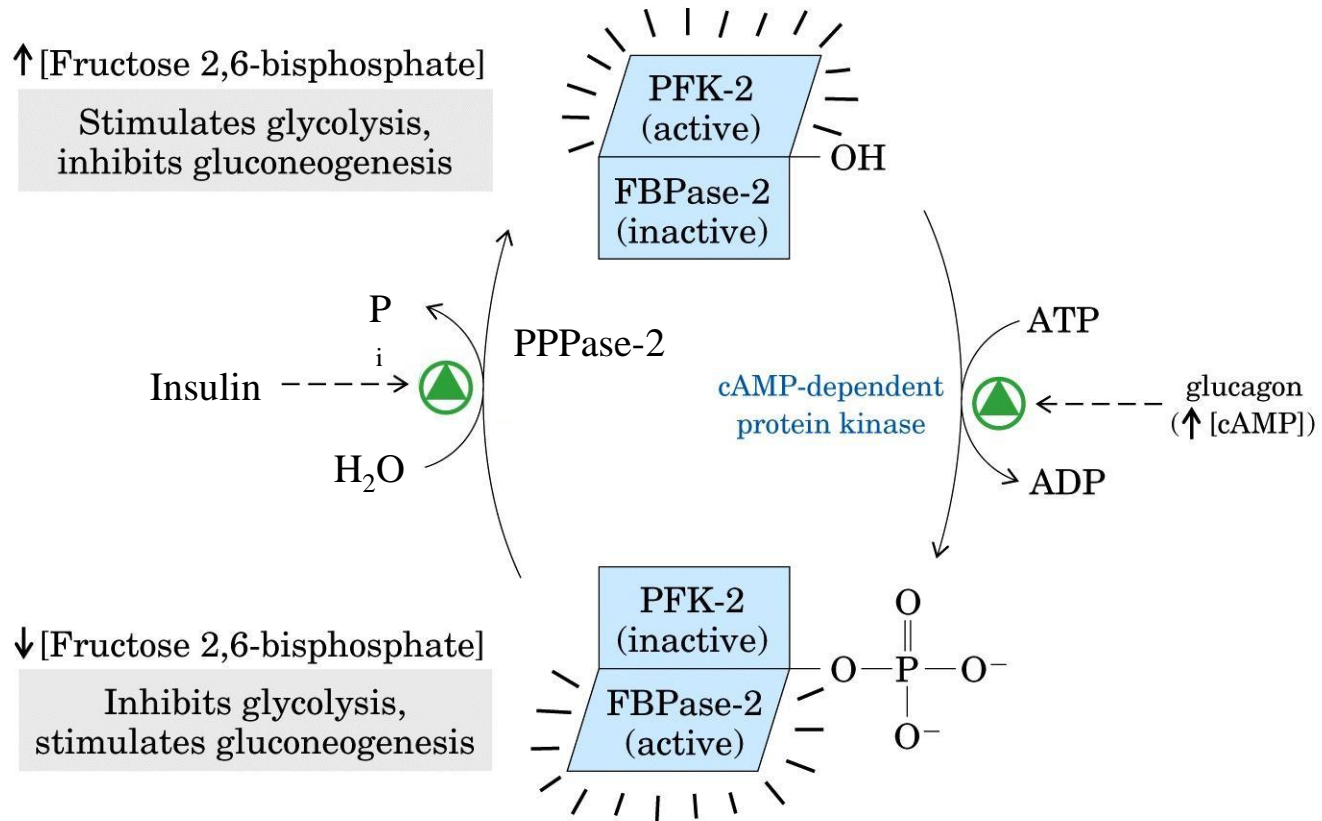 ↑[Fructose 2,6-bisphosphate]
Stimulates glycolysis,
inhibits gluconeogenesis
PFK-2
(active)
OH
FBPase-2
(inactive)
P
i
PPPase-2
Insulin
H₂O
ATP
cAMP-dependent
protein kinase
glucagon
(↑ [cAMP])
ADP
↓[Fructose 2,6-bisphosphate]
Inhibits glycolysis,
stimulates gluconeogenesis
PFK-2
(inactive)
FBPase-2
(active)
O
O—P—O⁻
O⁻